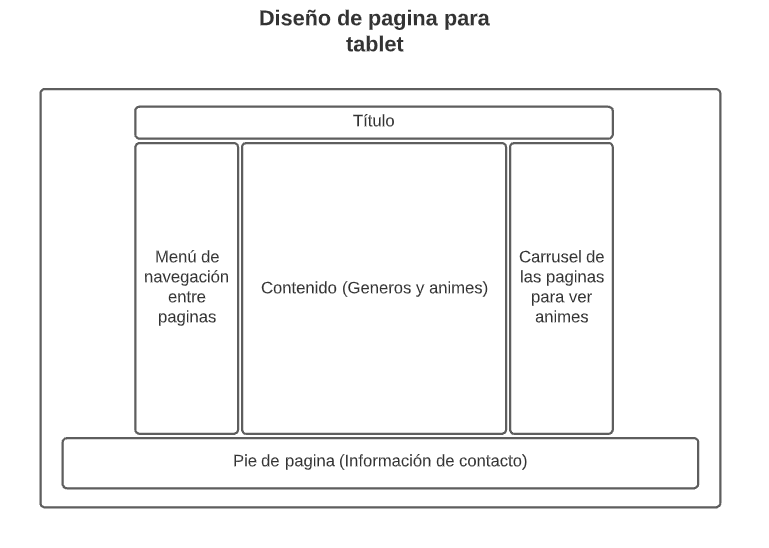 Diseño de pagina para
tablet
Título
Menú de
navegación
entre
paginas
Contenido (Generos y animes)
Carrusel de
las paginas
para ver
animes
Pie de pagina (Información de contacto)